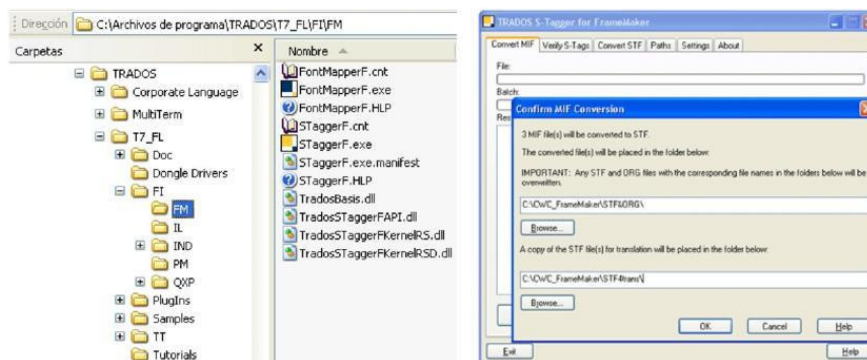 Dirección C:\Archivos de programa\TRADOS\T7_FL\FI\FM
Carpetas
TRADOS
Corporate Language
MultiTerm
T7_FL
Doc
Dongle Drivers
FI
FM
IL
IND
PM
QXP
PlugIns
Samples
TT
Tutorials
Nombre
FontMapperF.cnt
FontMapperF.exe
FontMapperF.HLP
STaggerF.cnt
STaggerF.exe
STaggerF.exe.manifest
STaggerF.HLP
TradosBasis.dll
TradosSTaggerFAPI.dll
TradosSTaggerFKernelRS.dll
TradosSTaggerFKernelRSD.dll
TRADOS S-Tagger for FrameMaker
Convert MIF Verify S-Tags Convert STF Paths Settings About
File:
Batch:
Res
Confirm MIF Conversion
3 MIF file(s) will be converted to STF.
The converted file(s) will be placed in the folder below:
IMPORTANT: Any STF and ORG files with the corresponding file names in the folders below will be
overwritten.
C:\CWC_FrameMaker\STF&ORG\
Browse...
A copy of the STF file(s) for translation will be placed in the folder below:
C:\CWC_FrameMaker\STF4trans\
Browse...
OK Cancel Help
Exit Help